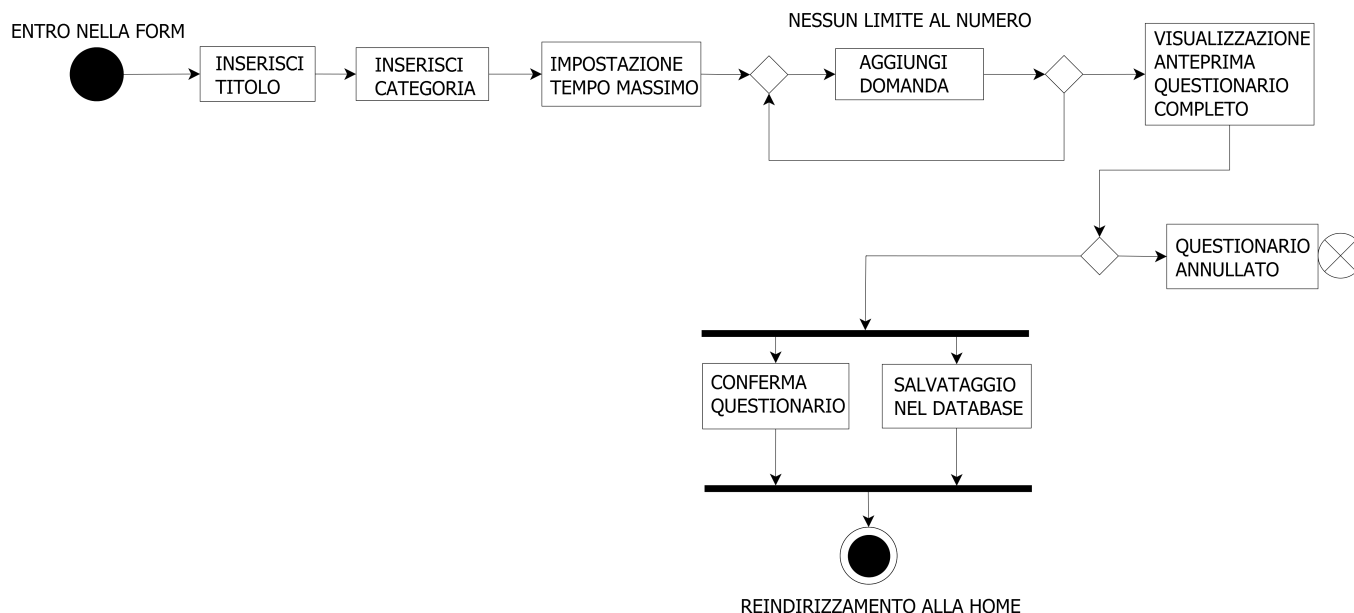 ENTRO NELLA FORM
INSERISCI
TITOLO
INSERISCI
CATEGORIA
IMPOSTAZIONE
TEMPO MASSIMO
NESSUN LIMITE AL NUMERO
AGGIUNGI
DOMANDA
VISUALIZZAZIONE
ANTEPRIMA
QUESTIONARIO
COMPLETO
QUESTIONARIO
ANNULLATO
CONFERMA
QUESTIONARIO
SALVATAGGIO
NEL DATABASE
REINDIRIZZAMENTO ALLA HOME